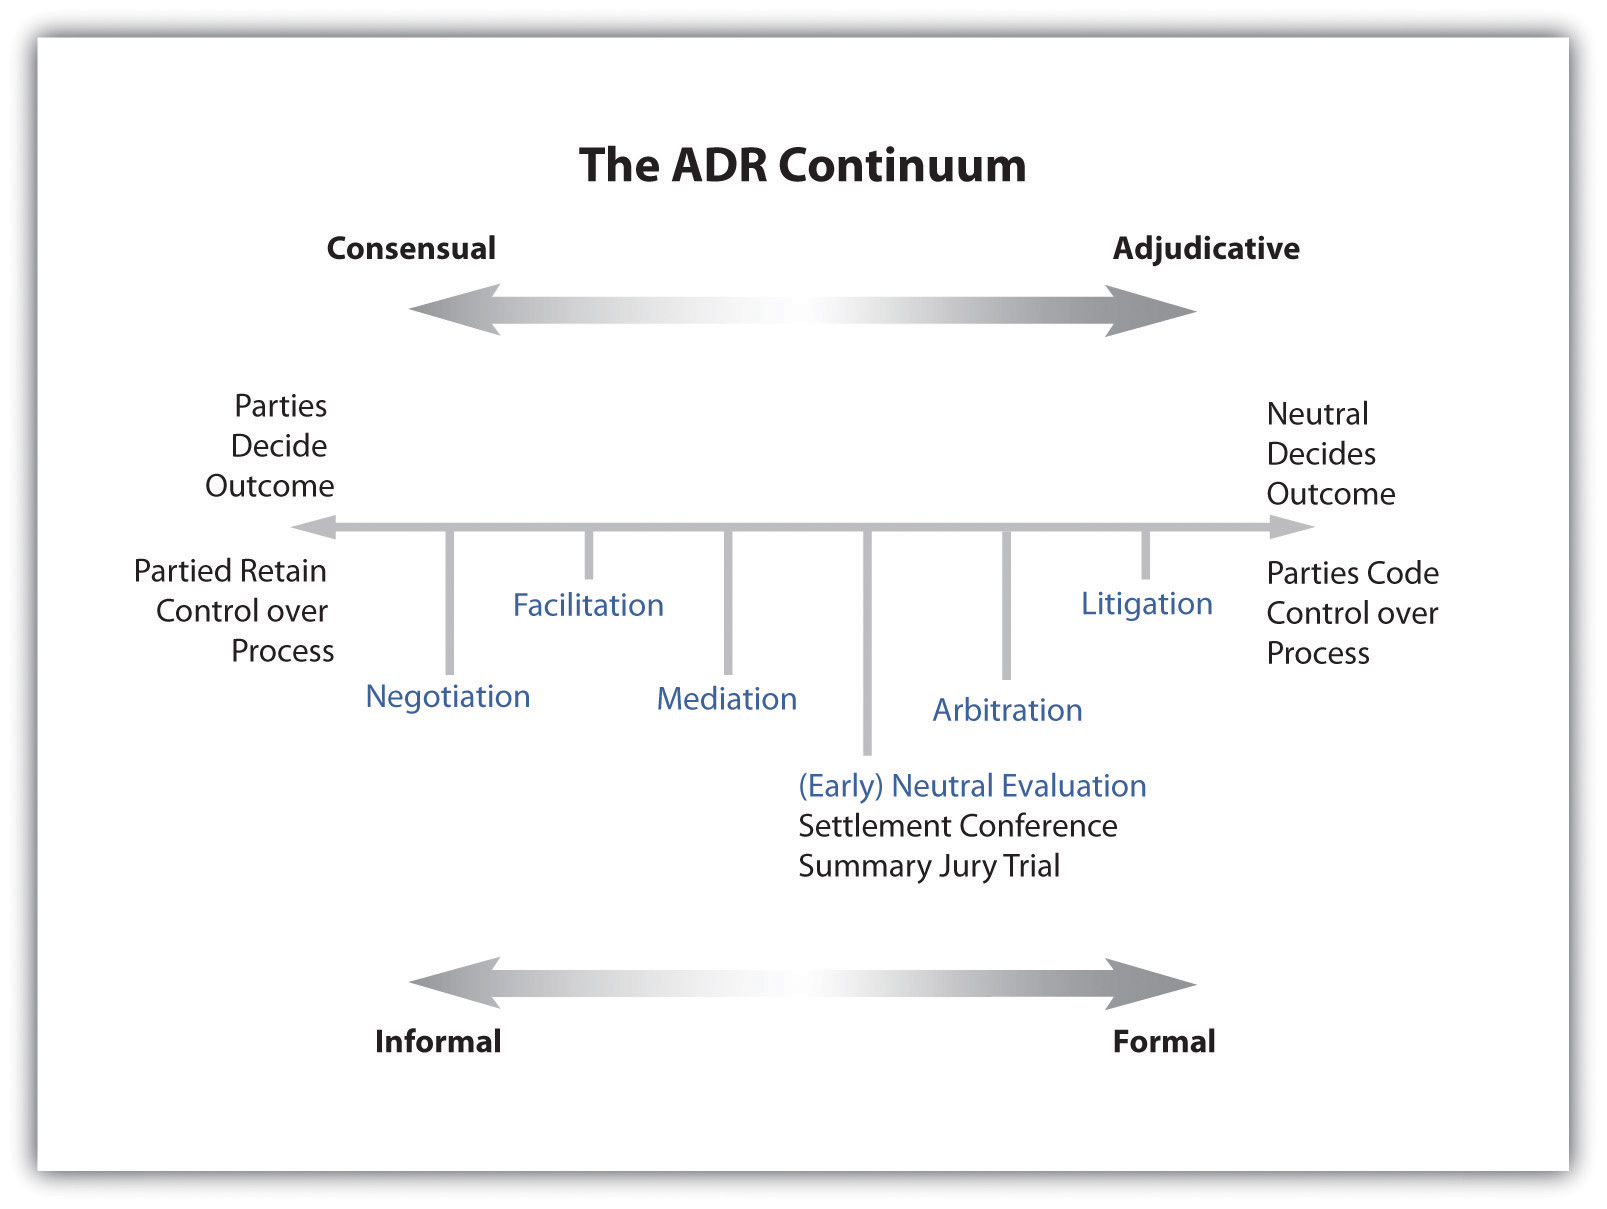 The ADR Continuum
Consensual
Adjudicative
Parties
Decide
Outcome
Neutral
Decides
Outcome
Partied Retain
Control over
Process
Parties Code
Control over
Process
Facilitation
Litigation
Negotiation
Mediation
Arbitration
(Early) Neutral Evaluation
Settlement Conference
Summary Jury Trial
Informal
Formal